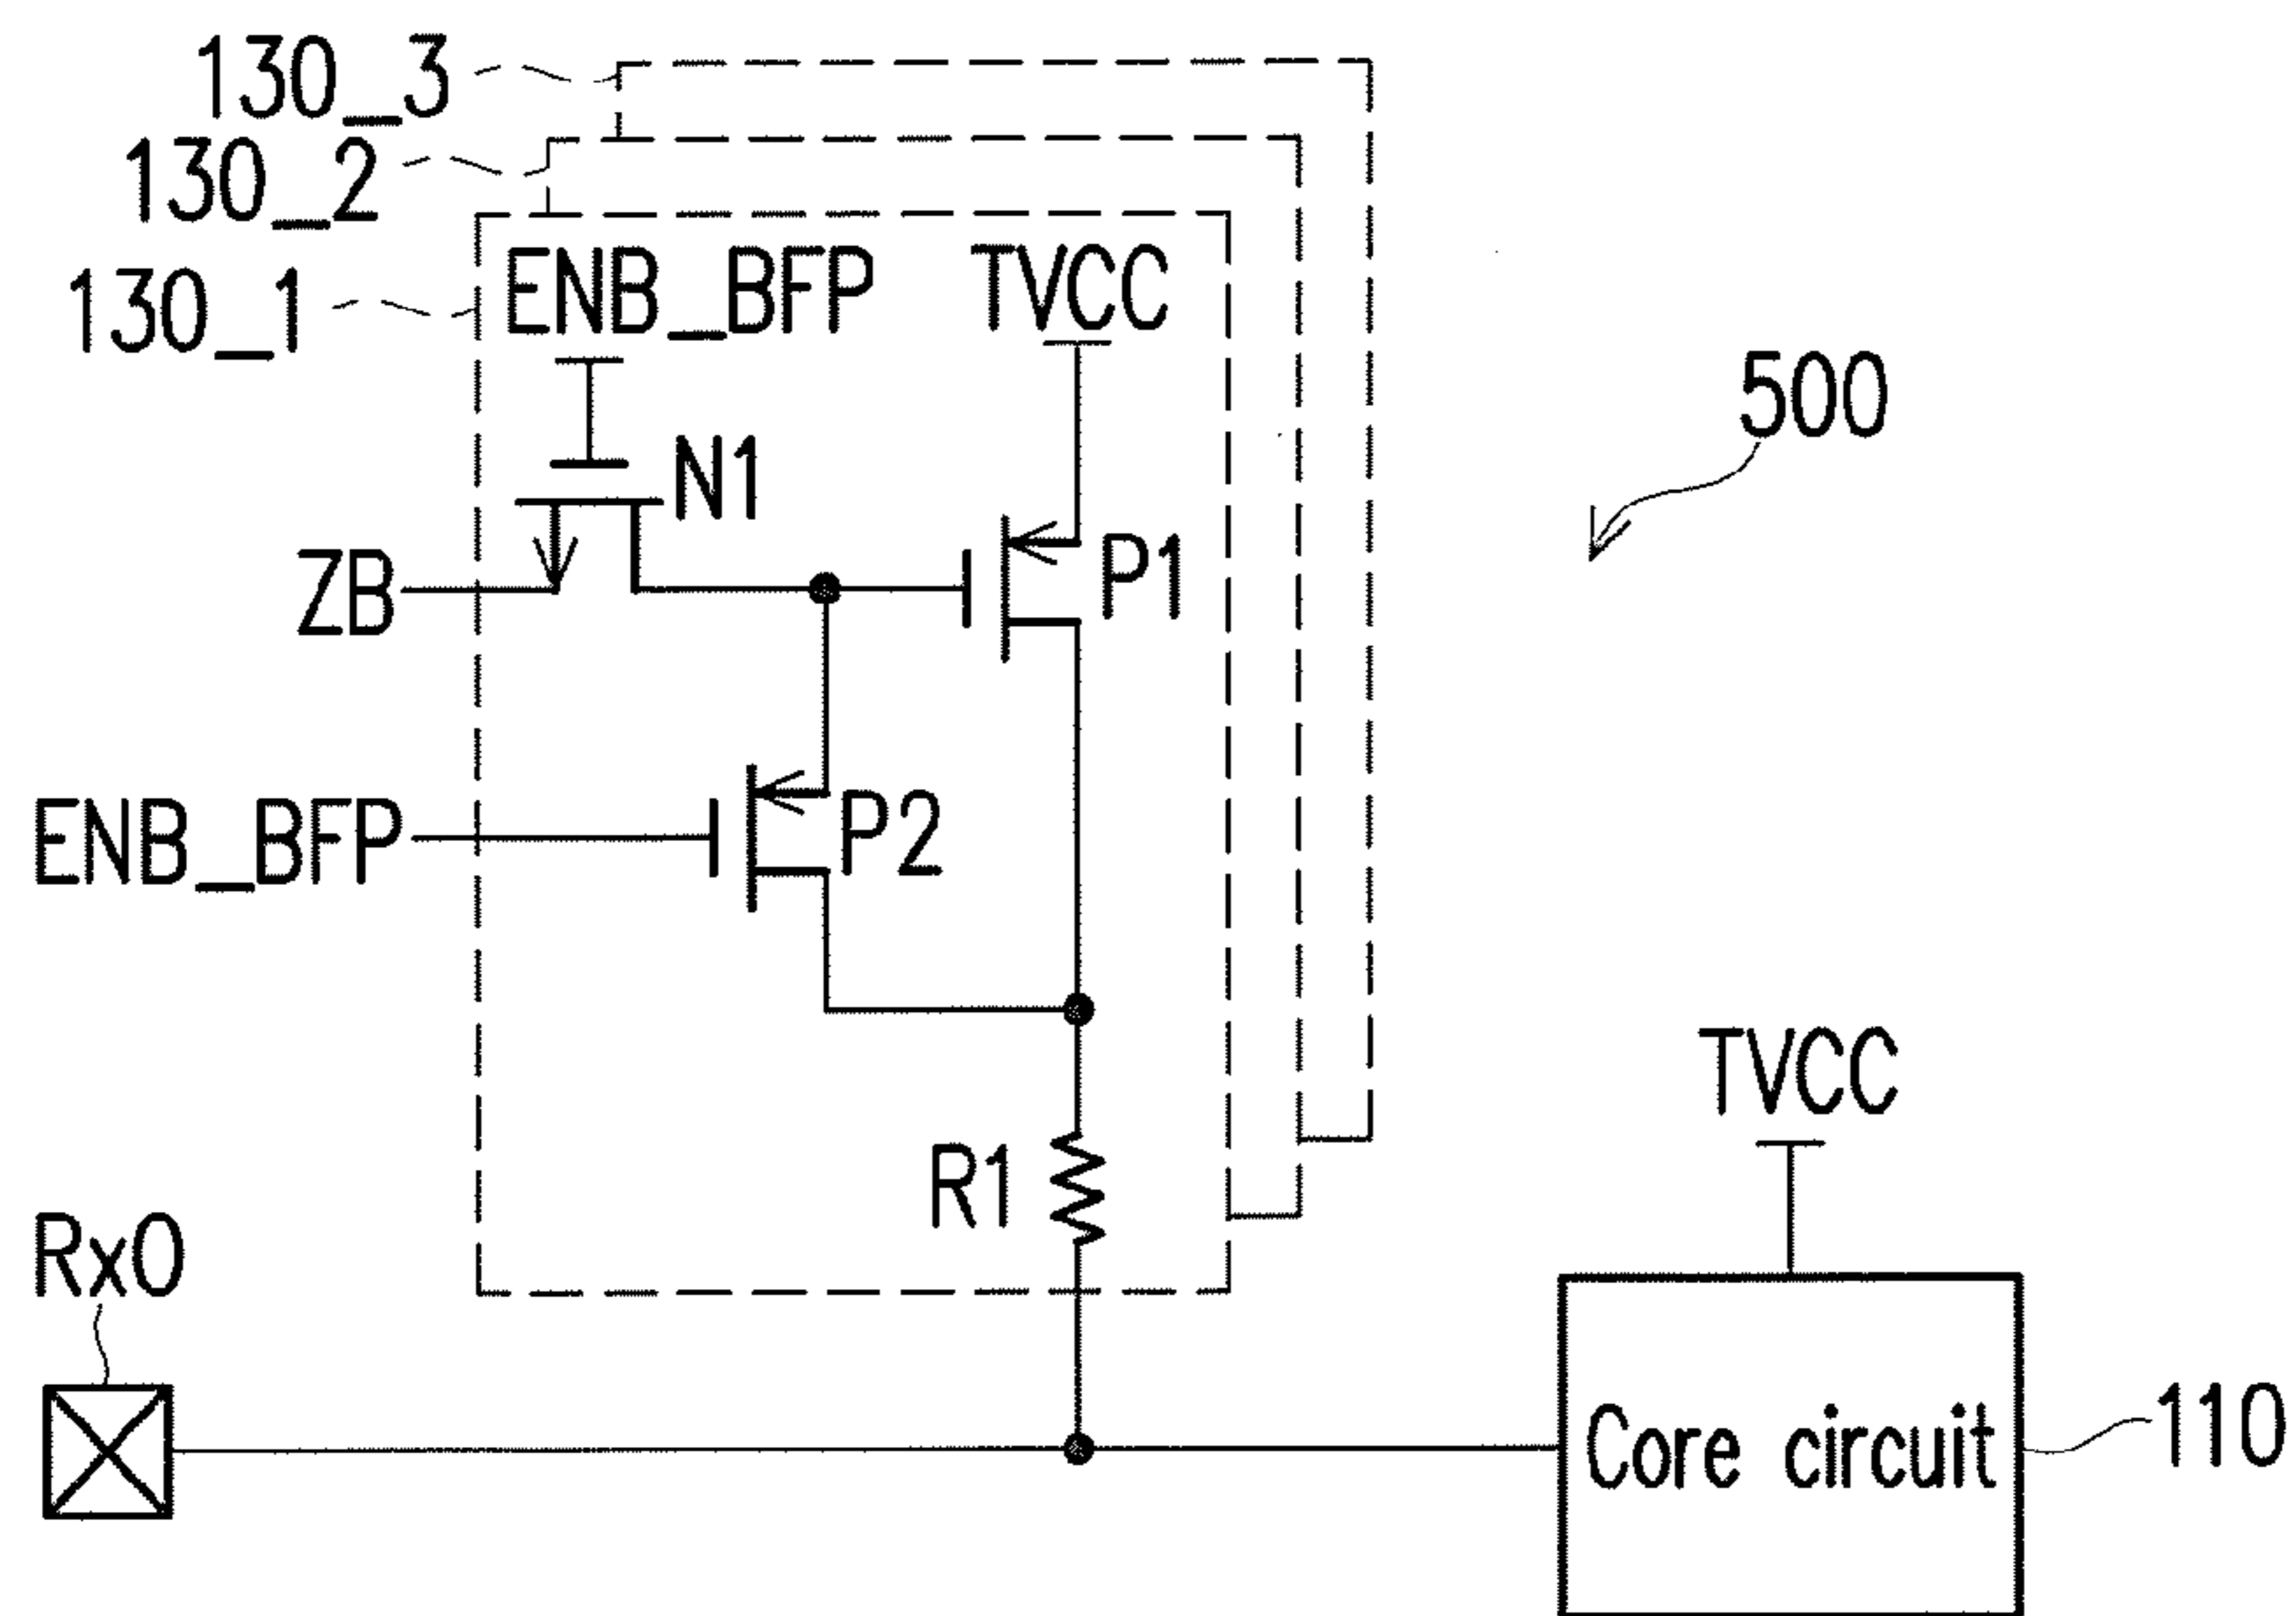 130_3
130_2
130_1
ENB_BFP
TVCC
500
N1
ZB
P1
ENB_BFP
P2
TVCC
R1
Rx0
Core circuit
110